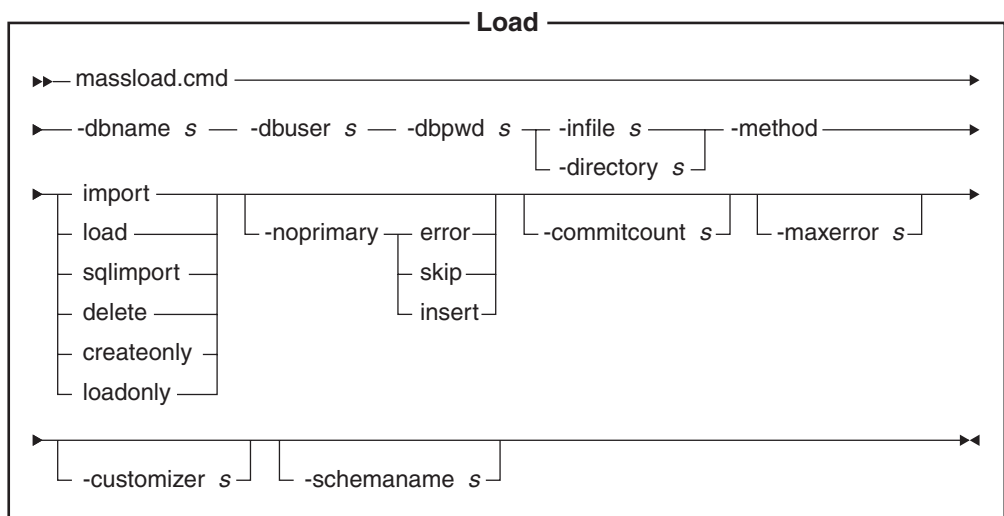 Load
massload.cmd
-dbname s -dbuser s -dbpwd s -infile s -method
-directory s
import
load -noprimary error -commitcount s -maxerror s
sqlimport skip
delete insert
createonly
loadonly
-customizer s -schemaname s